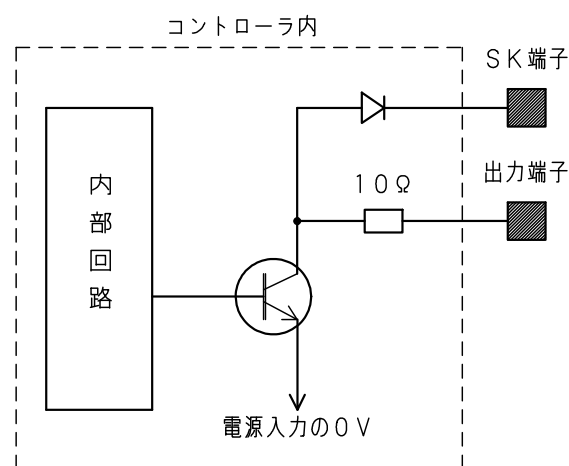 コントローラ内
SK端子
出力端子
10Ω
内部回路
電源入力の0V